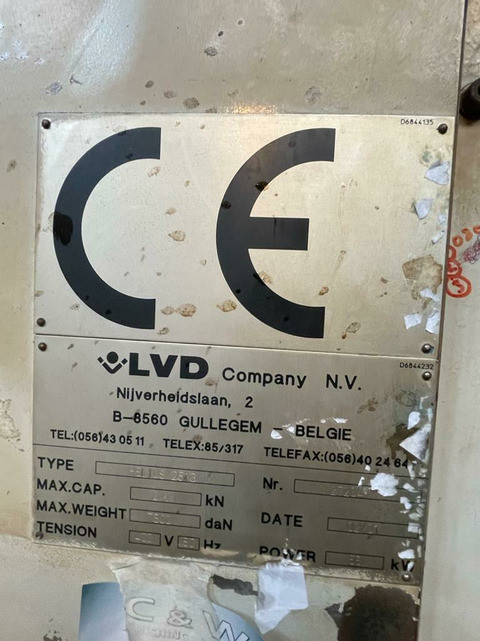 D6844135
CE
D6844232
LVD Company N.V.
Nijverheidslaan, 2
B-8560 GULLEGEM - BELGIE
TEL:(056)43 05 11 TELEX:85/317 TELEFAX:(056)40 24 64
TYPE Nr.
MAX.CAP. kN
MAX.WEIGHT daN DATE
TENSION V Hz POWER kW
C & W